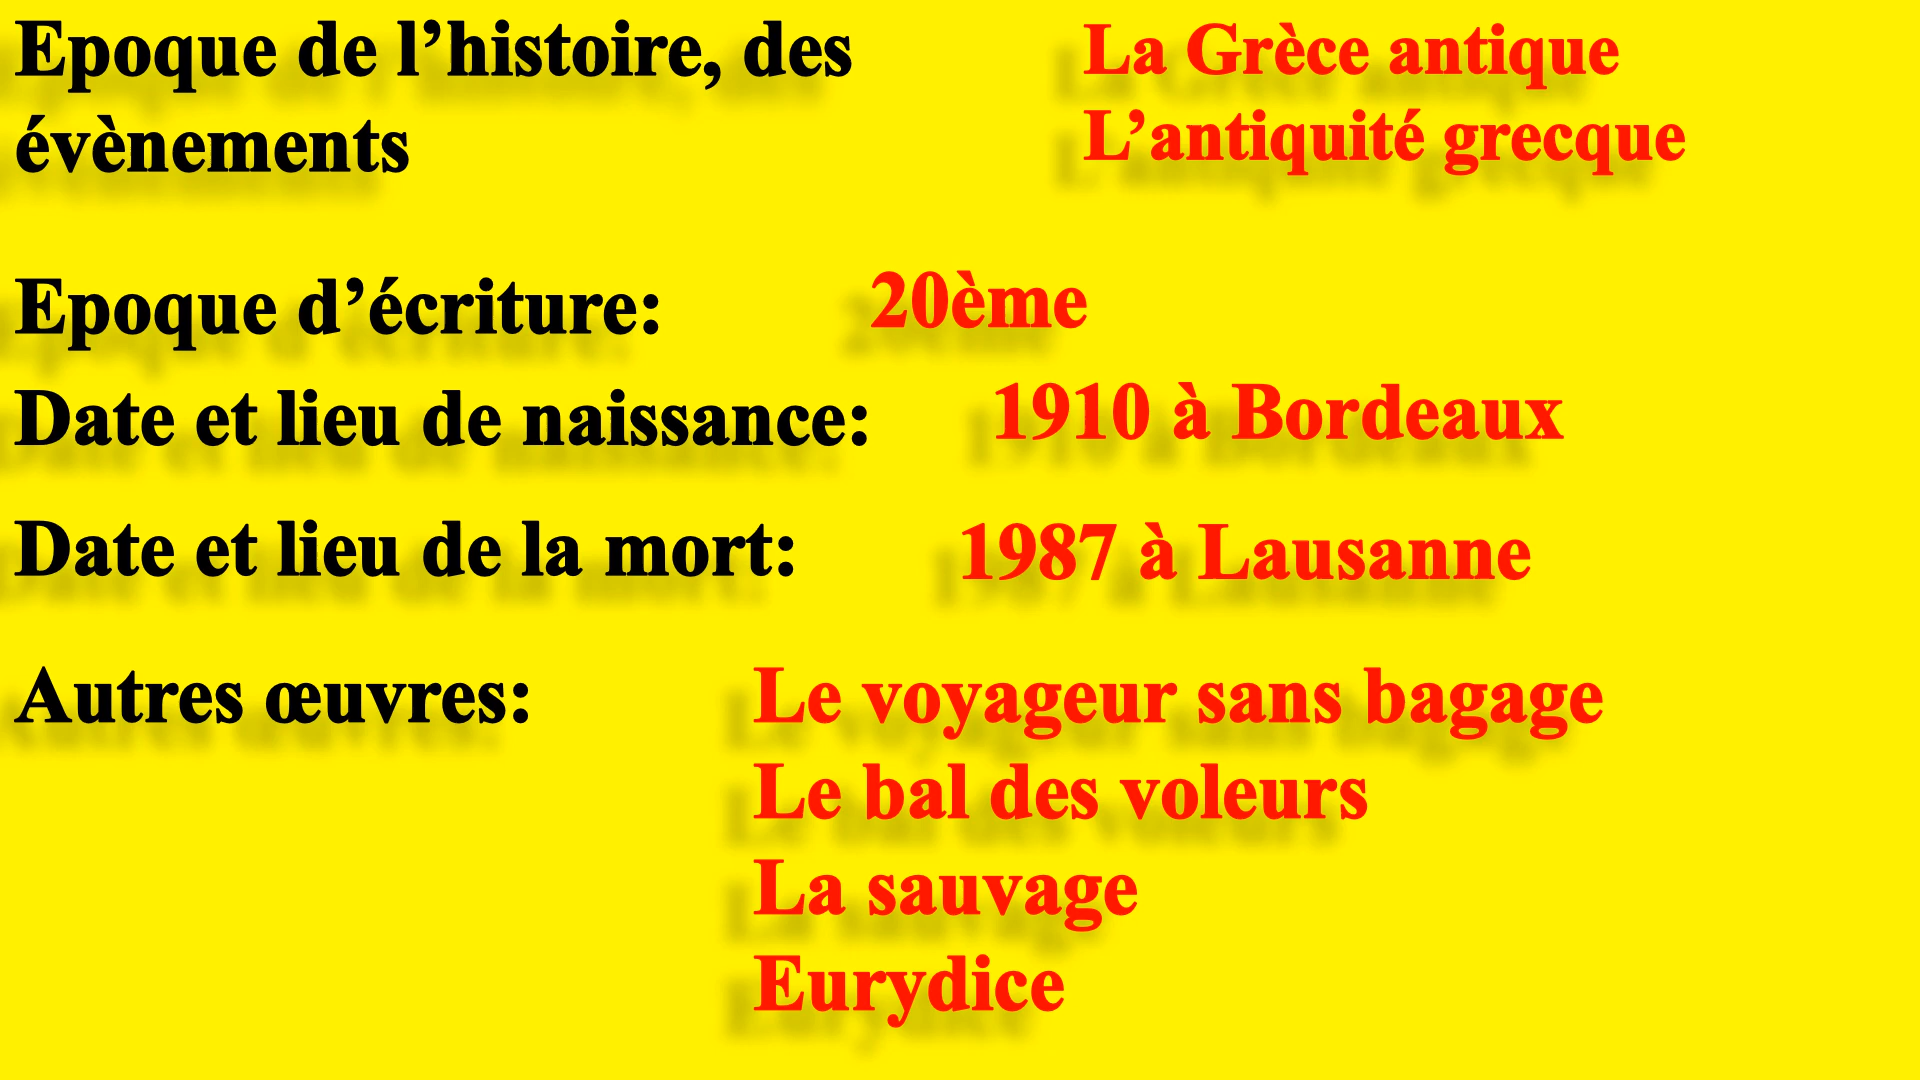 Epoque de l’histoire, des
évènements
La Grèce antique
L’antiquité grecque
Epoque d’écriture: 20ème
Date et lieu de naissance: 1910 à Bordeaux
Date et lieu de la mort: 1987 à Lausanne
Autres œuvres: Le voyageur sans bagage
Le bal des voleurs
La sauvage
Eurydice